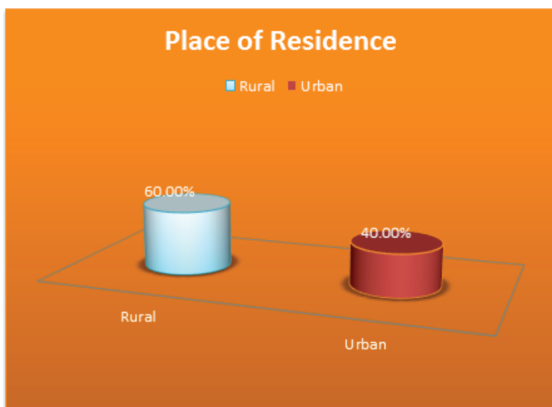 Place of Residence
Rural Urban
60.00%
40.00%
Rural
Urban